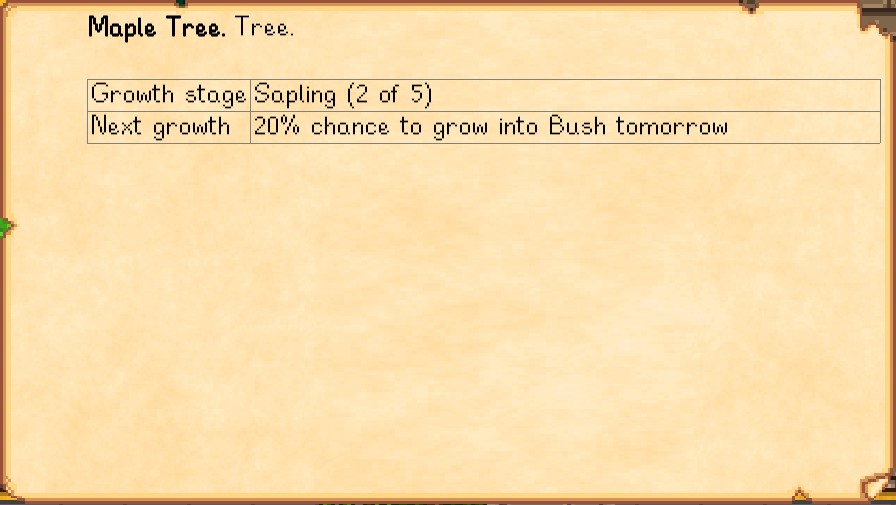 Maple Tree. Tree.
Growth stage Sapling (2 of 5)
Next growth 20% chance to grow into Bush tomorrow